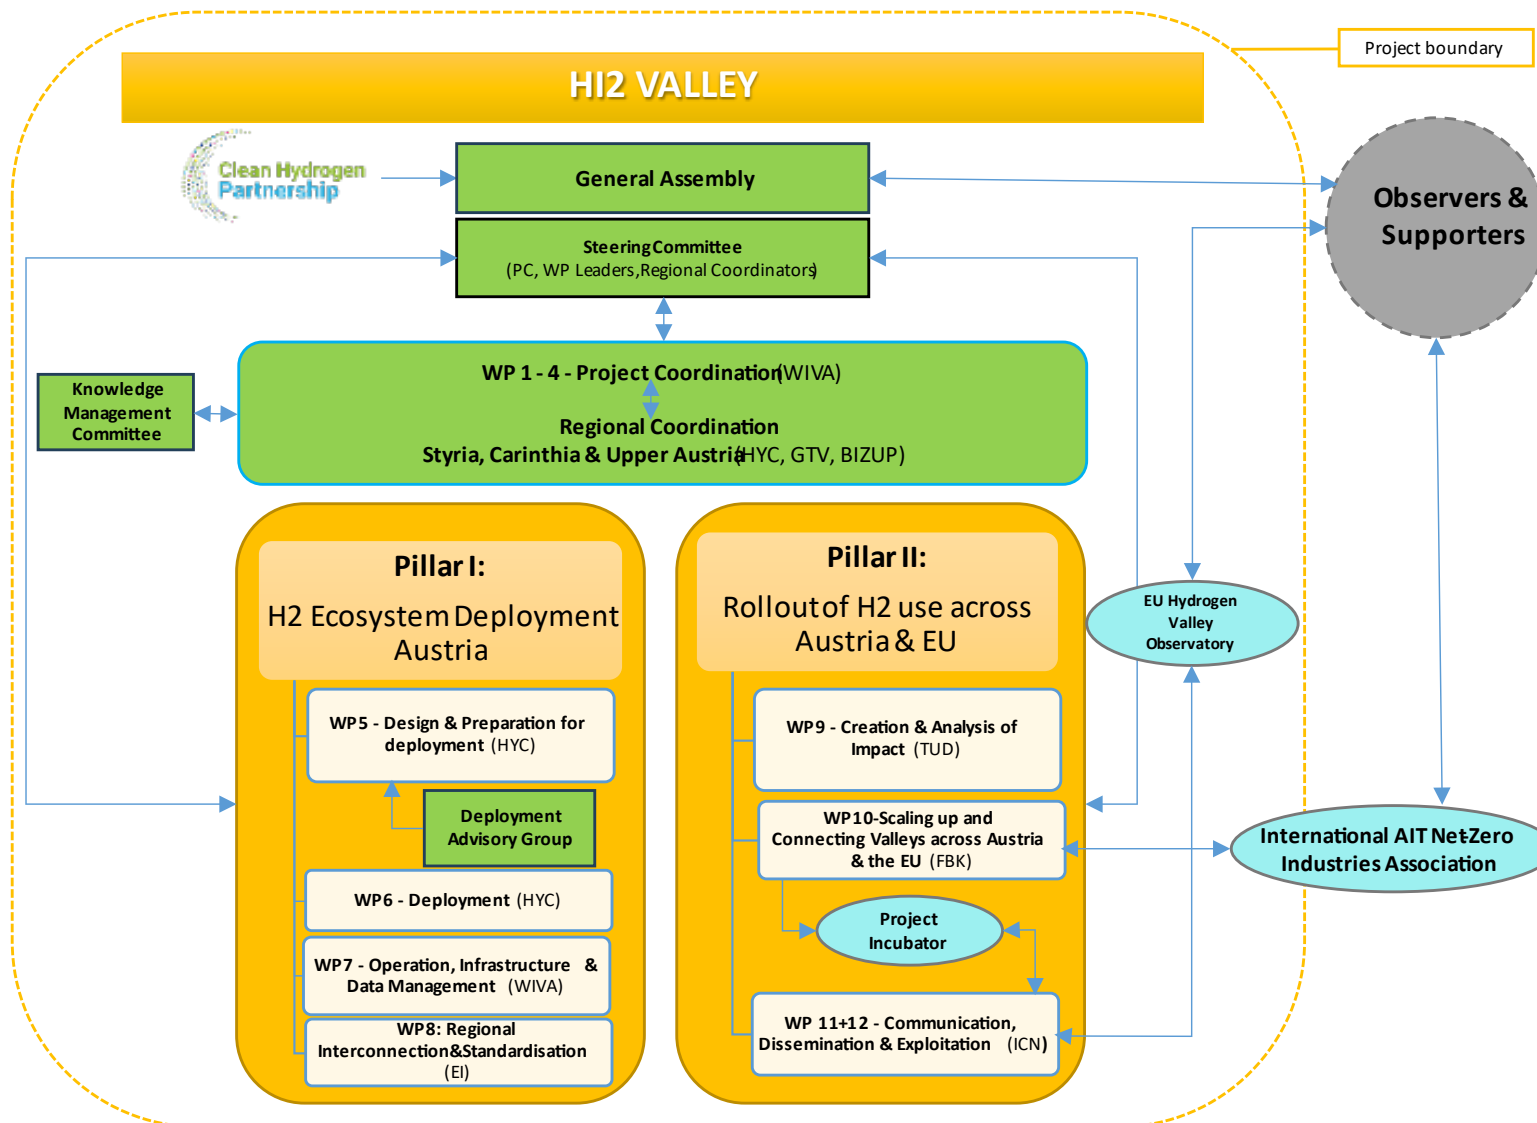 Project boundary
HI2 VALLEY
Clean Hydrogen
Partnership
General Assembly
Observers &
Supporters
Steering Committee
(PC, WP Leaders,Regional Coordinators)
WP 1 - 4 - Project Coordination (WIVA)
Regional Coordination
Styria, Carinthia & Upper Austria (HYC, GTV, BIZUP)
Knowledge
Management
Committee
Pillar I:
H2 Ecosystem Deployment
Austria
WP5 - Design & Preparation for
deployment (HYC)
Deployment
Advisory Group
WP6 - Deployment (HYC)
WP7 - Operation, Infrastructure &
Data Management (WIVA)
WP8: Regional
Interconnection&Standardisation
(EI)
Pillar II:
Rollout of H2 use across
Austria & EU
WP9 - Creation & Analysis of
Impact (TUD)
WP10-Scaling up and
Connecting Valleys across Austria
& the EU (FBK)
Project
Incubator
WP 11+12 - Communication,
Dissemination & Exploitation (ICN)
EU Hydrogen
Valley
Observatory
International AIT Net-Zero
Industries Association